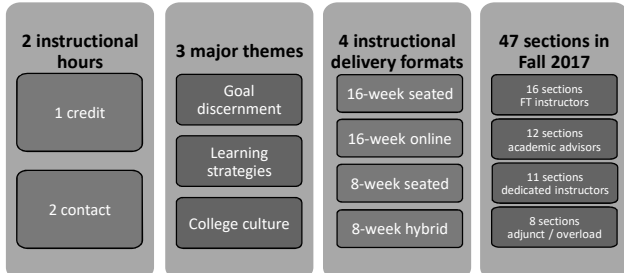 2 instructional
hours
1 credit
2 contact
3 major themes
Goal
discernment
Learning
strategies
College culture
4 instructional
delivery formats
16-week seated
16-week online
8-week seated
8-week hybrid
47 sections in
Fall 2017
16 sections
FT instructors
12 sections
academic advisors
11 sections
dedicated instructors
8 sections
adjunct / overload